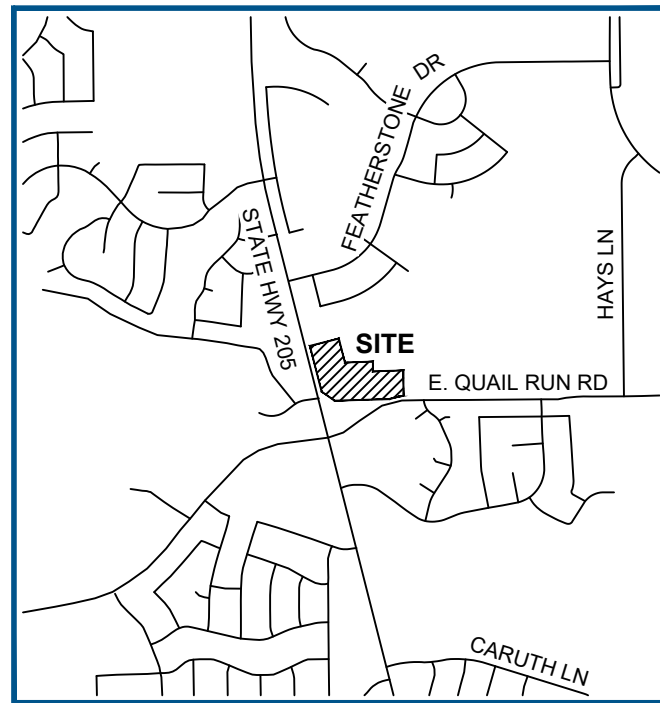 FEATHERSTONE DR
STATE HWY 205
HAYS LN
SITE
E. QUAIL RUN RD
CARUTH LN